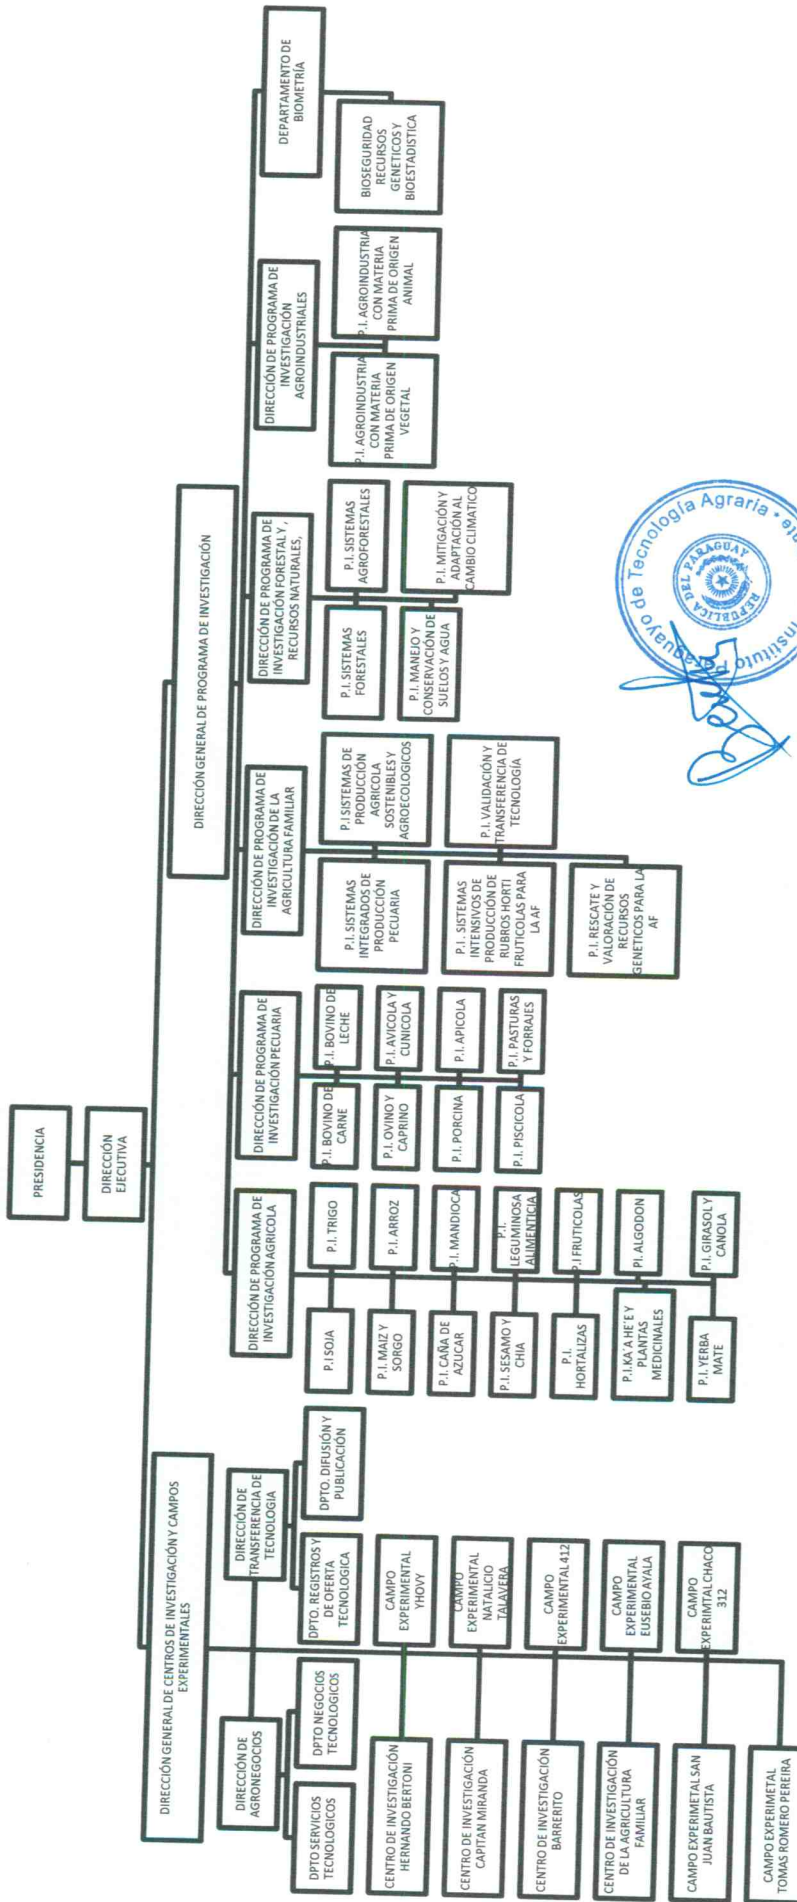 PRESIDENCIA
DIRECCIÓN
EJECUTIVA
DIRECCIÓN GENERAL DE CENTROS DE INVESTIGACIÓN Y CAMPOS
EXPERIMENTALES
DIRECCIÓN DE
AGRONEGOCIOS
DPTO SERVICIOS
TECNOLOGICOS
DPTO NEGOCIOS
TECNOLOGICOS
DIRECCIÓN DE
TRANSFERENCIA DE
TECNOLOGIA
DPTO. REGISTROS Y
DE OFERTA
TECNOLOGICA
DPTO. DIFUSIÓN Y
PUBLICACIÓN
CENTRO DE INVESTIGACIÓN
HERNANDO BERTONI
CAMPO
EXPERIMENTAL
YHOVY
CENTRO DE INVESTIGACIÓN
CAPITAN MIRANDA
CAMPO
EXPERIMENTAL
NATALICIO
TALAVERA
CENTRO DE INVESTIGACIÓN
BARRERITO
CAMPO
EXPERIMENTAL 412
CENTRO DE INVESTIGACIÓN
DE LA AGRICULTURA
FAMILIAR
CAMPO
EXPERIMENTAL
EUSEBIO AYALA
CAMPO EXPERIMETAL SAN
JUAN BAUTISTA
CAMPO
EXPERIMTAL CHACO
312
CAMPO EXPERIMETAL
TOMAS ROMERO PEREIRA
DIRECCIÓN GENERAL DE PROGRAMA DE INVESTIGACIÓN
DIRECCIÓN DE PROGRAMA DE
INVESTIGACIÓN AGRICOLA
P.I SOJA
P.I. TRIGO
P.I. MAIZ Y
SORGO
P.I. ARROZ
P.I. CAÑA DE
AZUCAR
P.I. MANDIOCA
P.I. SESAMO Y
CHIA
P.I.
LEGUMINOSA
ALIMENTICIA
P.I.
HORTALIZAS
P.I FRUTICOLAS
P.I.KA´A HE'E Y
PLANTAS
MEDICINALES
PI. ALGODON
P.I. YERBA
MATE
P.I. GIRASOL Y
CANOLA
DIRECCIÓN DE PROGRAMA DE
INVESTIGACIÓN PECUARIA
P.I. BOVINO DE
CARNE
P.I. BOVINO DE
LECHE
P.I. OVINO Y
CAPRINO
P.I. AVICOLA Y
CUNICOLA
P.I. PORCINA
P.I. APICOLA
P.I. PISCICOLA
P.I. PASTURAS
Y FORRAJES
DIRECCIÓN DE PROGRAMA DE
INVESTIGACIÓN DE LA
AGRICULTURA FAMILIAR
P.I. SISTEMAS
INTEGRADOS DE
PRODUCCIÓN
PECUARIA
P.I SISTEMAS DE
PRODUCCIÓN
AGRICOLA
SOSTENIBLES Y
AGROECOLOGICOS
P.I. SISTEMAS
INTENSIVOS DE
PRODUCCIÓN DE
RUBROS HORTI
FRUTICOLAS PARA
LA AF
P.I. VALIDACIÓN Y
TRANSFERENCIA DE
TECNOLOGÍA
P.I. RESCATE Y
VALORACIÓN DE
RECURSOS
GENETICOS PARA LA
AF
DIRECCIÓN DE PROGRAMA DE
INVESTIGACIÓN FORESTAL Y ,
RECURSOS NATURALES,
P.I. SISTEMAS
FORESTALES
P.I. SISTEMAS
AGROFORESTALES
P.I. MANEJO Y
CONSERVACIÓN DE
SUELOS Y AGUA
P.I. MITIGACIÓN Y
ADAPTACIÓN AL
CAMBIO CLIMATICO
DIRECCIÓN DE PROGRAMA DE
INVESTIGACIÓN
AGROINDUSTRIALES
P.I. AGROINDUSTRIA
CON MATERIA
PRIMA DE ORIGEN
VEGETAL
P.I. AGROINDUSTRIA
CON MATERIA
PRIMA DE ORIGEN
ANIMAL
DEPARTAMENTO DE
BIOMETRÍA
BIOSEGURIDAD
RECURSOS
GENETICOS Y
BIOESTADISTICA
Instituto Paraguayo de Tecnología Agraria
REPUBLICA DEL PARAGUAY